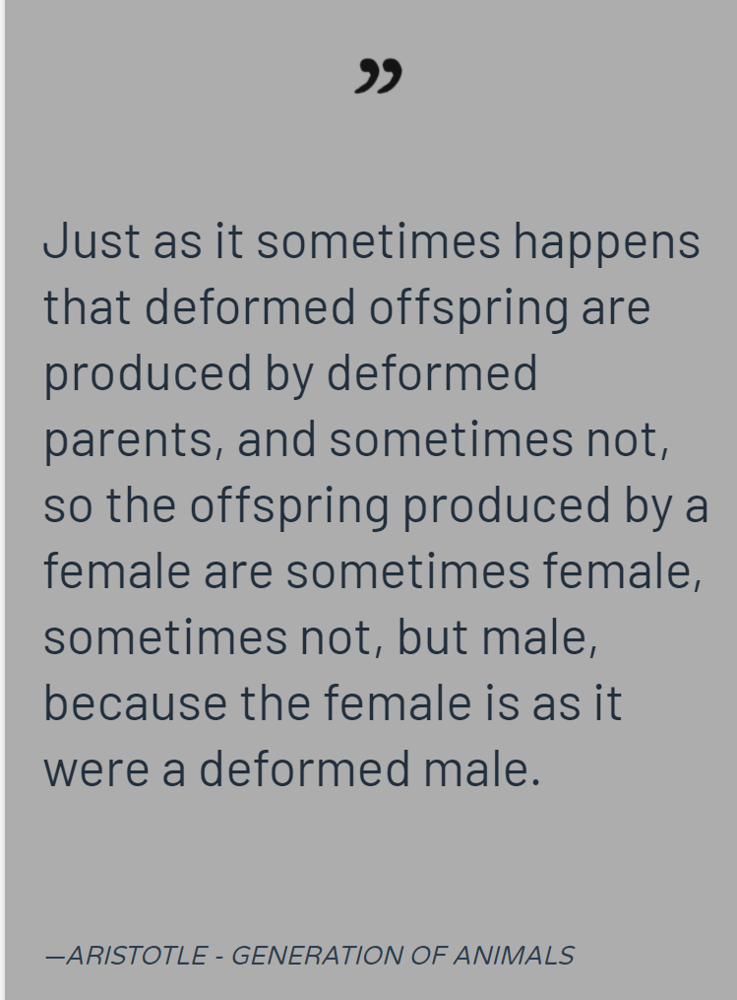 ”
Just as it sometimes happens
that deformed offspring are
produced by deformed
parents, and sometimes not,
so the offspring produced by a
female are sometimes female,
sometimes not, but male,
because the female is as it
were a deformed male.
—ARISTOTLE - GENERATION OF ANIMALS